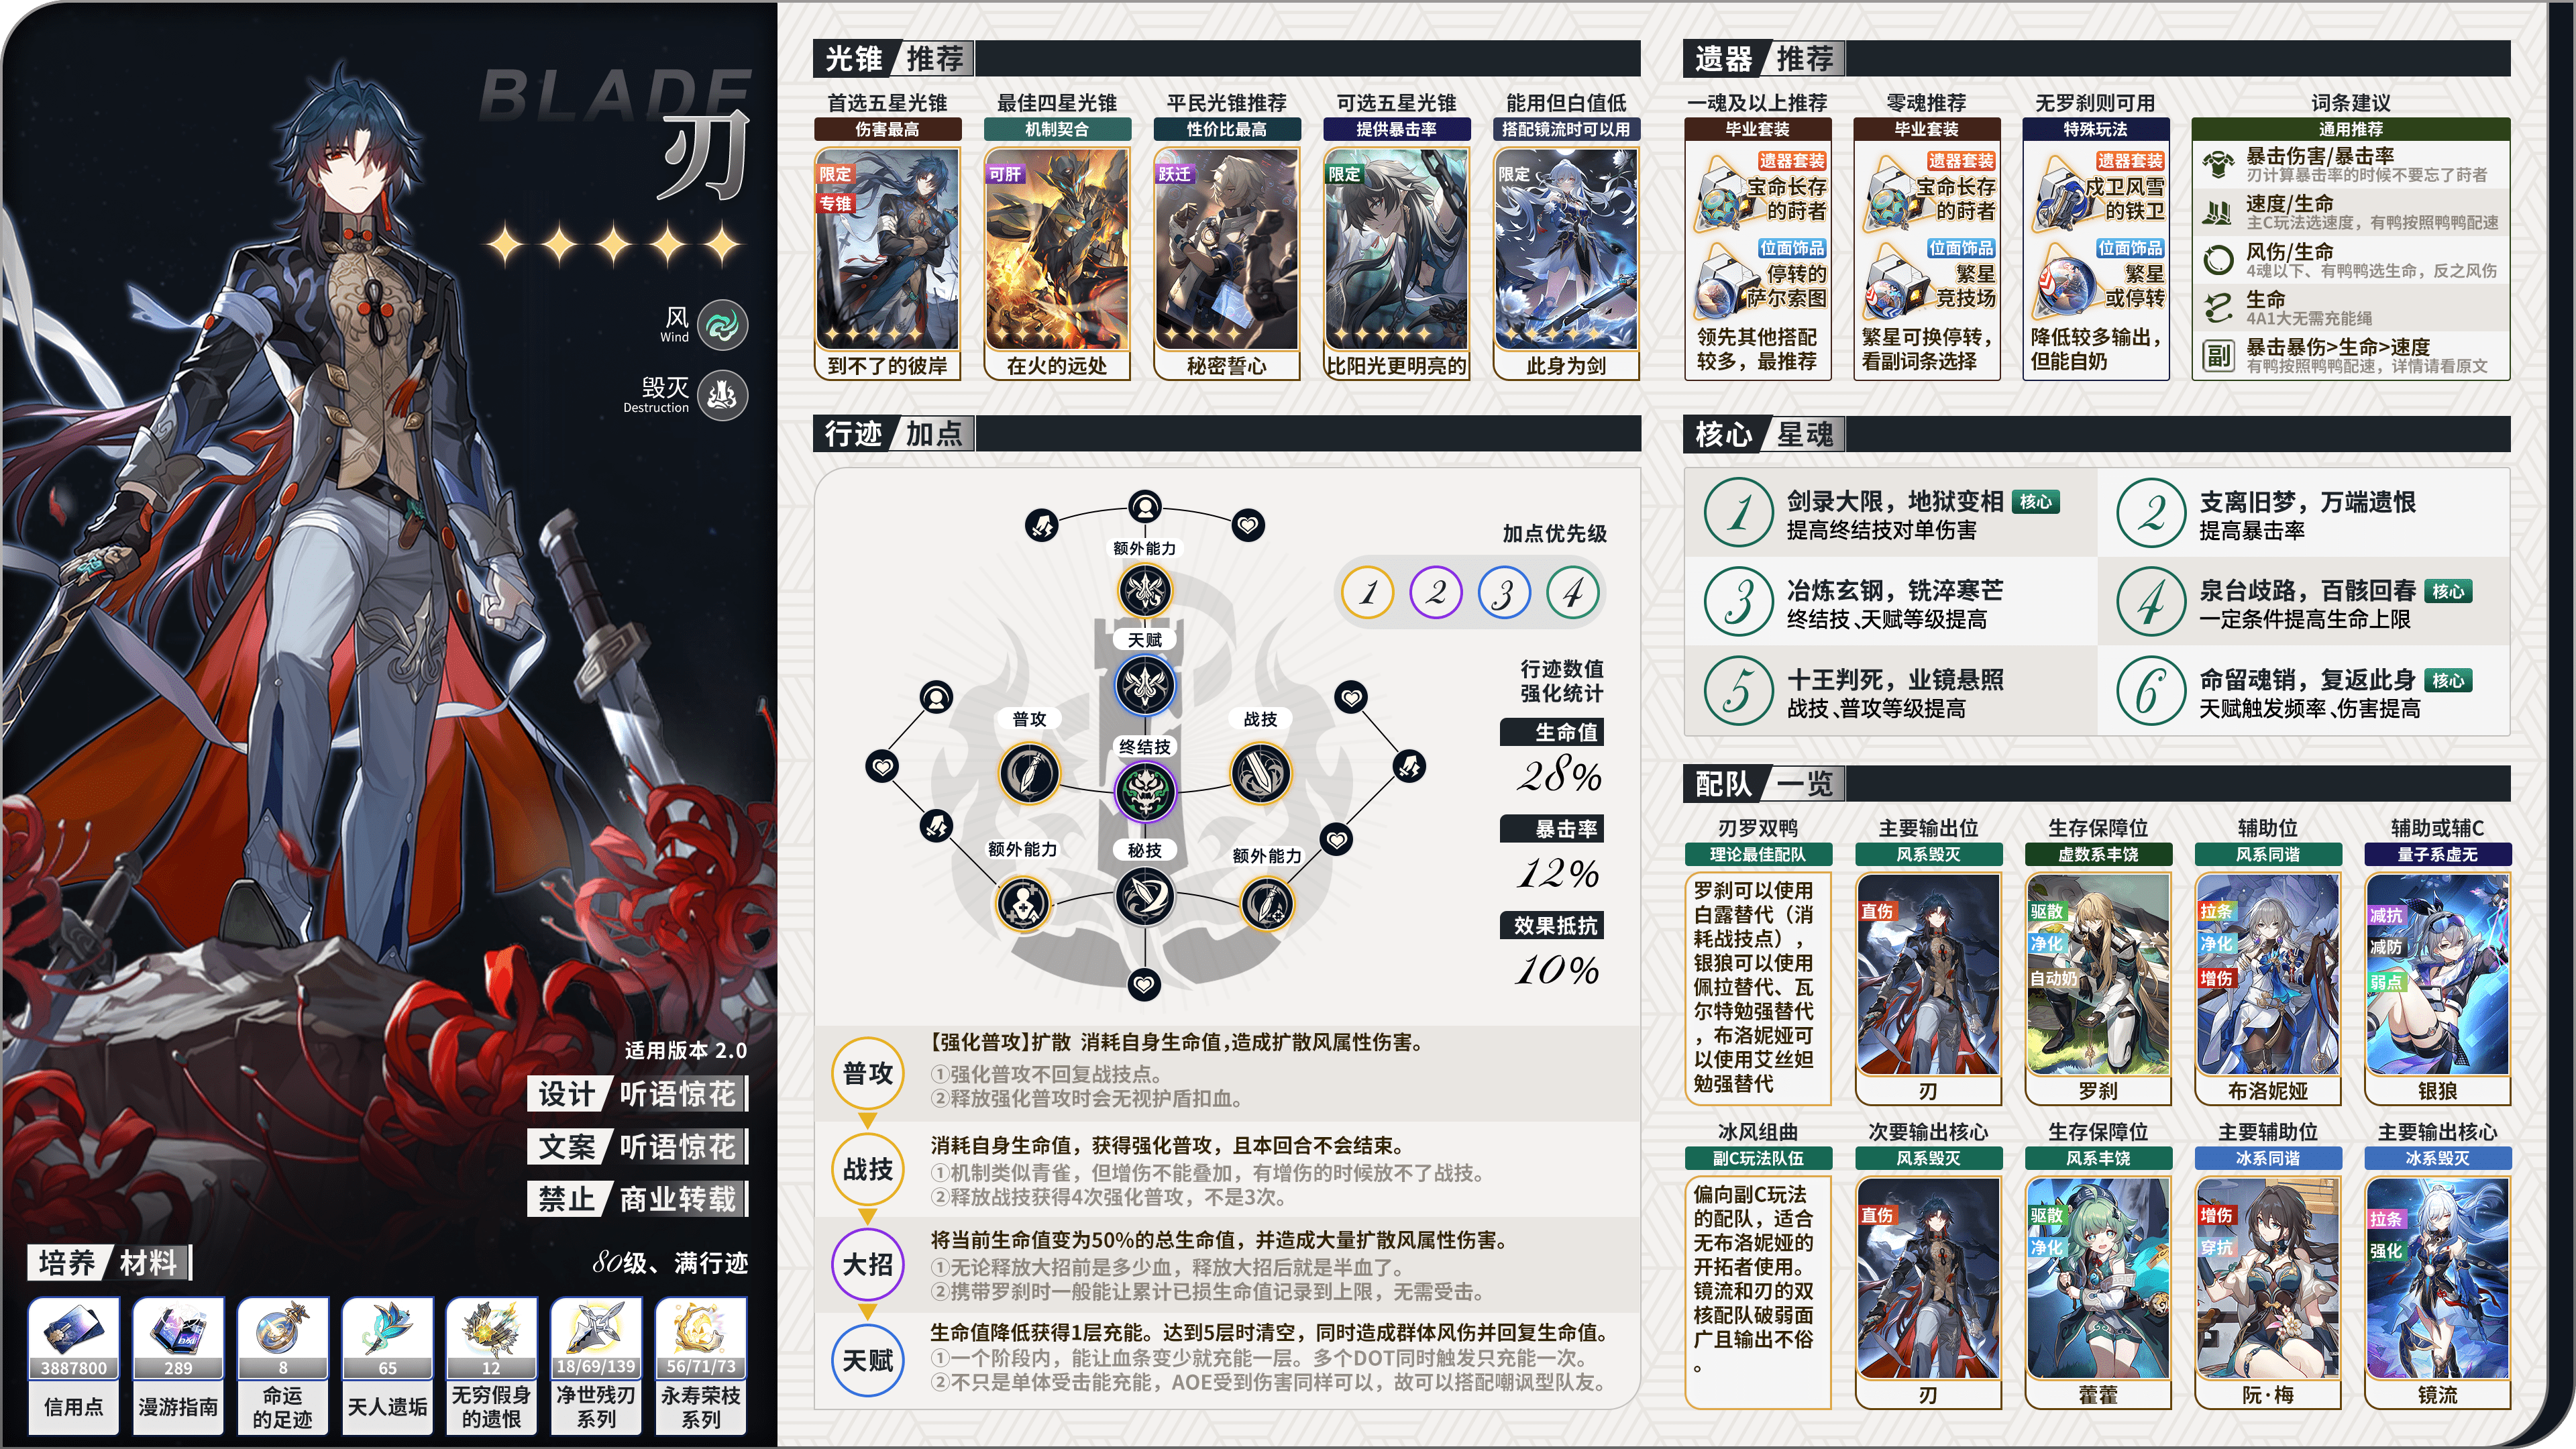 BLADE
刃
风
Wind
毁灭
Destruction
适用版本 2.0
设计 听语惊花
文案 听语惊花
禁止 商业转载
培养 材料
80级、满行迹
3887800
信用点
289
漫游指南
8
命运
的足迹
65
天人遗垢
12
无穷假身
的遗恨
18/69/139
净世残刃
系列
56/71/73
永寿荣枝
系列
光锥 推荐
首选五星光锥
伤害最高
限定
专锥
到不了的彼岸
最佳四星光锥
机制契合
可肝
在火的远处
平民光锥推荐
性价比最高
跃迁
秘密誓心
可选五星光锥
提供暴击率
限定
比阳光更明亮的
能用但白值低
搭配镜流时可以用
限定
此身为剑
行迹 加点
额外能力
天赋
普攻
战技
终结技
额外能力
秘技
额外能力
加点优先级
1 2 3 4
行迹数值
强化统计
生命值
28%
暴击率
12%
效果抵抗
10%
普攻
【强化普攻】扩散 消耗自身生命值,造成扩散风属性伤害。
①强化普攻不回复战技点。
②释放强化普攻时会无视护盾扣血。
战技
消耗自身生命值，获得强化普攻，且本回合不会结束。
①机制类似青雀，但增伤不能叠加，有增伤的时候放不了战技。
②释放战技获得4次强化普攻，不是3次。
大招
将当前生命值变为50%的总生命值，并造成大量扩散风属性伤害。
①无论释放大招前是多少血，释放大招后就是半血了。
②携带罗刹时一般能让累计已损生命值记录到上限，无需受击。
天赋
生命值降低获得1层充能。达到5层时清空，同时造成群体风伤并回复生命值。
①一个阶段内，能让血条变少就充能一层。多个DOT同时触发只充能一次。
②不只是单体受击能充能，AOE受到伤害同样可以，故可以搭配嘲讽型队友。
遗器 推荐
一魂及以上推荐
毕业套装
遗器套装
宝命长存
的莳者
位面饰品
停转的
萨尔索图
领先其他搭配
较多，最推荐
零魂推荐
毕业套装
遗器套装
宝命长存
的莳者
位面饰品
繁星
竞技场
繁星可换停转，
看副词条选择
无罗刹则可用
特殊玩法
遗器套装
戍卫风雪
的铁卫
位面饰品
繁星
或停转
降低较多输出，
但能自奶
词条建议
通用推荐
暴击伤害/暴击率
刃计算暴击率的时候不要忘了莳者
速度/生命
主C玩法选速度，有鸭按照鸭鸭配速
风伤/生命
4魂以下、有鸭鸭选生命，反之风伤
生命
4A1大无需充能绳
副
暴击暴伤>生命>速度
有鸭按照鸭鸭配速，详情请看原文
核心 星魂
1
剑录大限，地狱变相 核心
提高终结技对单伤害
2
支离旧梦，万端遗恨
提高暴击率
3
冶炼玄钢，铣淬寒芒
终结技、天赋等级提高
4
泉台歧路，百骸回春 核心
一定条件提高生命上限
5
十王判死，业镜悬照
战技、普攻等级提高
6
命留魂销，复返此身 核心
天赋触发频率、伤害提高
配队 一览
刃罗双鸭
理论最佳配队
罗刹可以使用
白露替代（消
耗战技点），
银狼可以使用
佩拉替代、瓦
尔特勉强替代
，布洛妮娅可
以使用艾丝妲
勉强替代
主要输出位
风系毁灭
直伤
刃
生存保障位
虚数系丰饶
驱散
净化
自动奶
罗刹
辅助位
风系同谐
拉条
净化
增伤
布洛妮娅
辅助或辅C
量子系虚无
减抗
减防
弱点
银狼
冰风组曲
副C玩法队伍
偏向副C玩法
的配队，适合
无布洛妮娅的
开拓者使用。
镜流和刃的双
核配队破弱面
广且输出不俗
。
次要输出核心
风系毁灭
直伤
刃
生存保障位
风系丰饶
驱散
净化
藿藿
主要辅助位
冰系同谐
增伤
穿抗
阮·梅
主要输出核心
冰系毁灭
拉条
强化
镜流